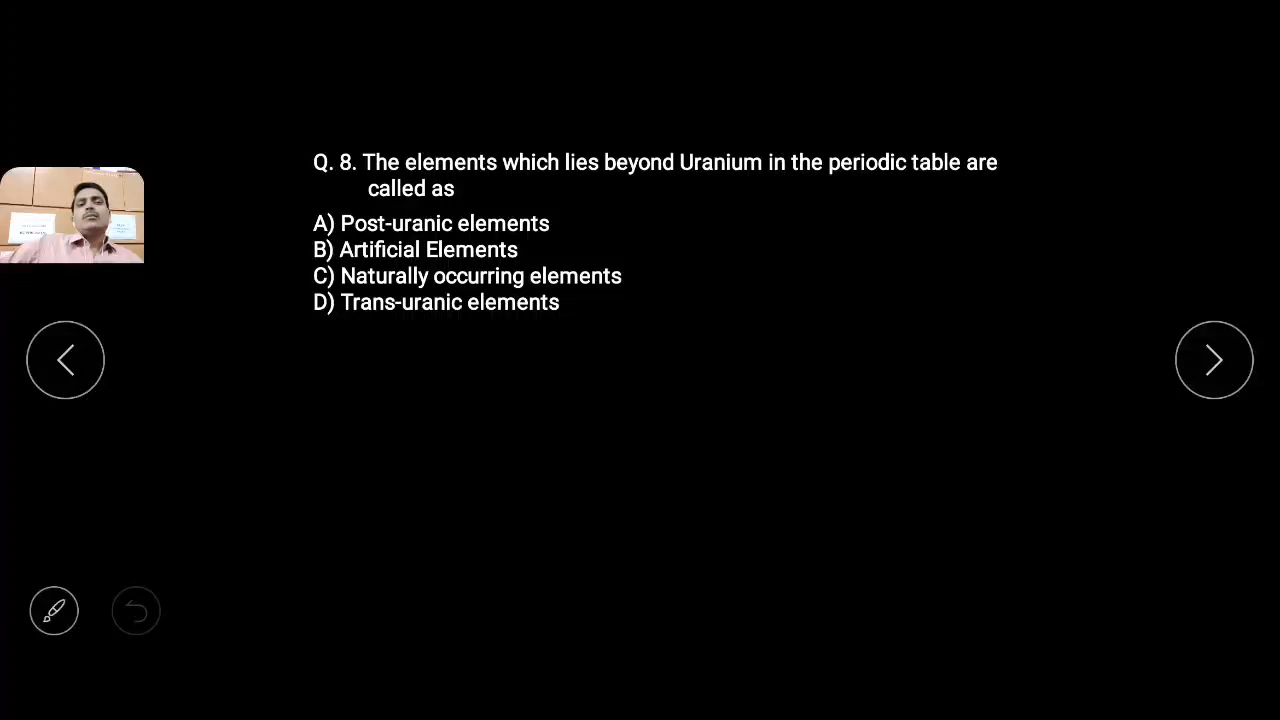 Q. 8. The elements which lies beyond Uranium in the periodic table are
called as
A) Post-uranic elements
B) Artificial Elements
C) Naturally occurring elements
D) Trans-uranic elements